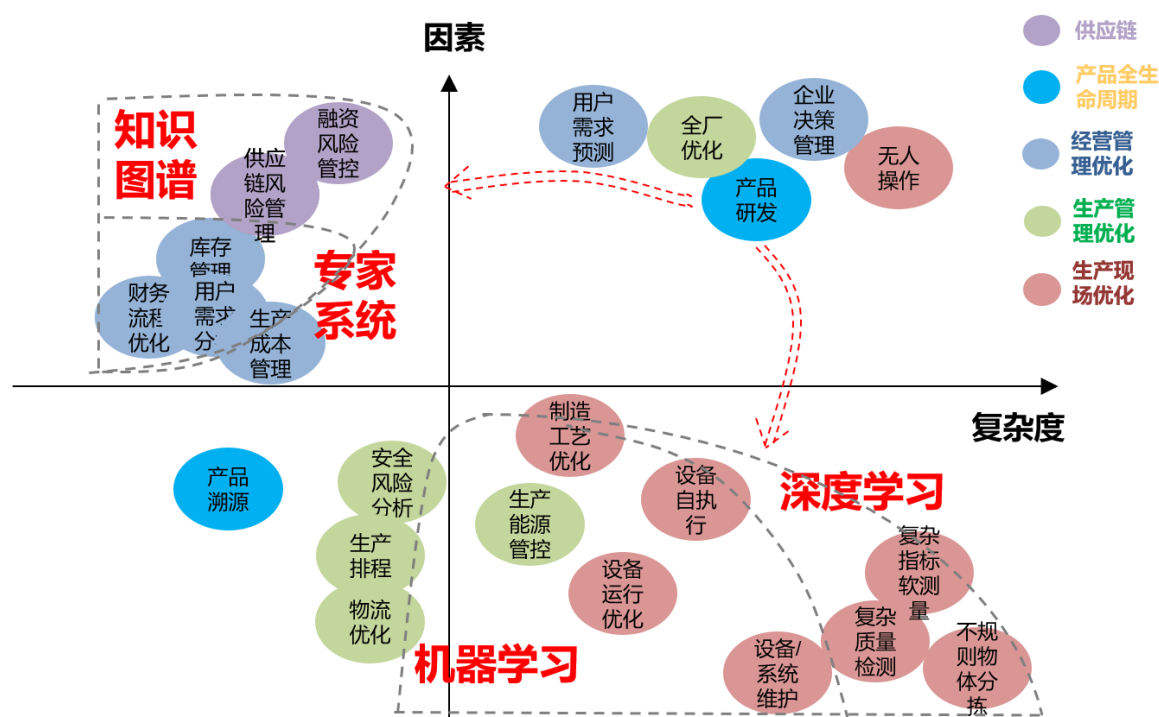 因素
供应链
产品全生
命周期
经营管
理优化
生产管
理优化
生产现
场优化
知识
图谱
融资
风险
管控
供应
链风
险管
理
库存
管理
财务
流程
优化
用户
需求
分
生产
成本
管理
专家
系统
用户
需求
预测
全厂
优化
企业
决策
管理
无人
操作
产品
研发
复杂度
产品
溯源
安全
风险
分析
生产
排程
物流
优化
制造
工艺
优化
生产
能源
管控
设备
自执
行
设备
运行
优化
设备/
系统
维护
深度学习
复杂
指标
软测
量
复杂
质量
检测
不规
则物
体分
拣
机器学习